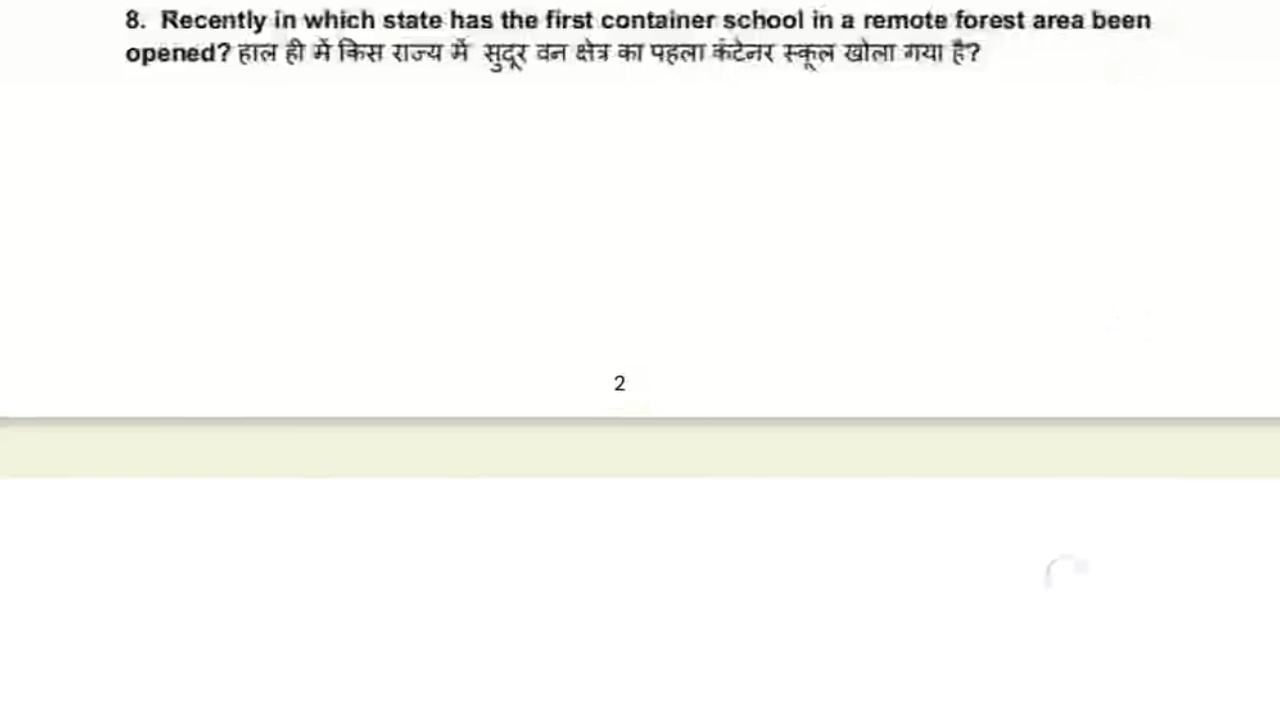 8. Recently in which state has the first container school in a remote forest area been
opened? हाल ही में किस राज्य में सुदूर वन क्षेत्र का पहला कंटेनर स्कूल खोला गया है?
2